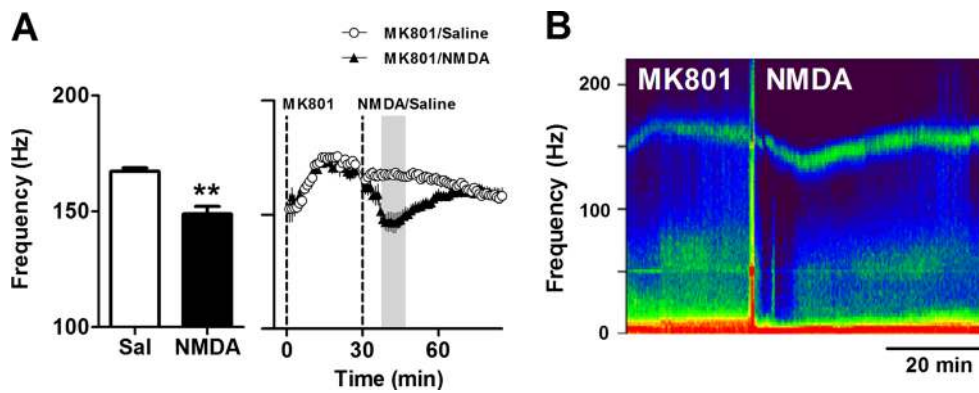 A
MK801/Saline
MK801/NMDA
200
150
100
Frequency (Hz)
Sal
NMDA
**
MK801
NMDA/Saline
0
30
60
Time (min)
B
MK801
NMDA
200
100
0
Frequency (Hz)
20 min